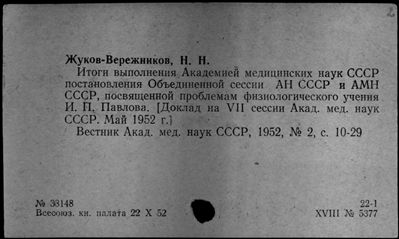 2
Жуков-Вережников, Н. Н.
Итоги выполнения Академией медицинских наук СССР
постановления Объединенной сессии АН СССР и АМН
СССР, посвященной проблемам физиологического учения
И. П. Павлова. [Доклад на VII сессии Акад. мед. наук
СССР. Май 1952 г.]
Вестник Акад. мед. наук СССР, 1952, № 2, с. 10-29
№ 38148
22-1
Всесоюз. кн. палата 22 X 52
XVIII № 5377